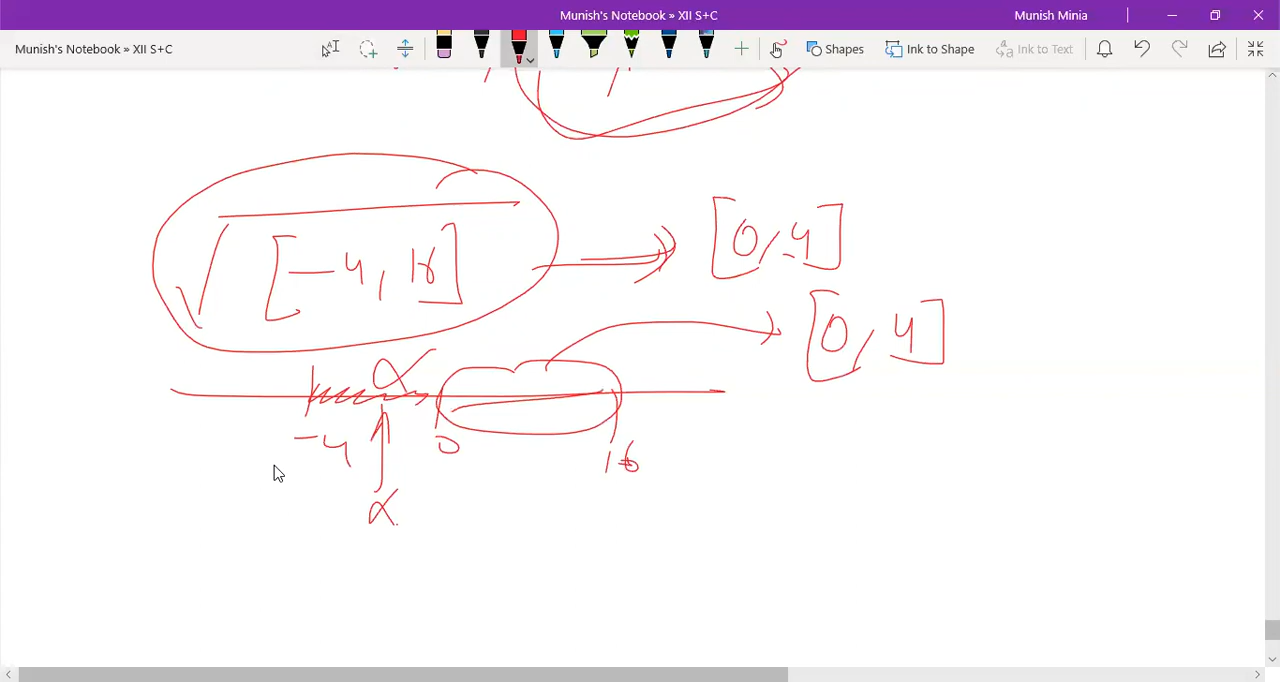 Munish's Notebook » XII S+C
Munish Minia
Munish's Notebook » XII S+C
Shapes
Ink to Shape
Ink to Text
√[-4, 16]
[0, 4]
[0, 4]
α
-4
0
16
α